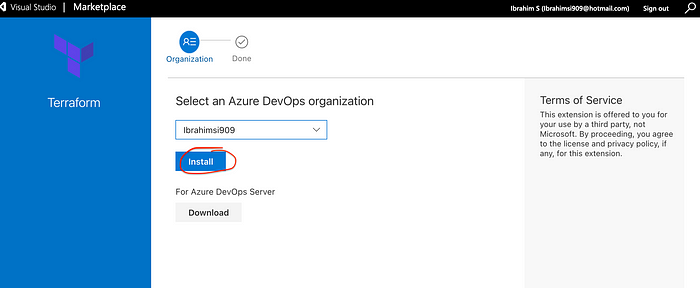 Visual Studio | Marketplace
Ibrahim S (Ibrahimsi909@hotmail.com) Sign out
Terraform
Organization Done
Select an Azure DevOps organization
Ibrahimsi909
Install
For Azure DevOps Server
Download
Terms of Service
This extension is offered to you for
your use by a third party, not
Microsoft. By proceeding, you agree
to the license and privacy policy, if
any, for this extension.